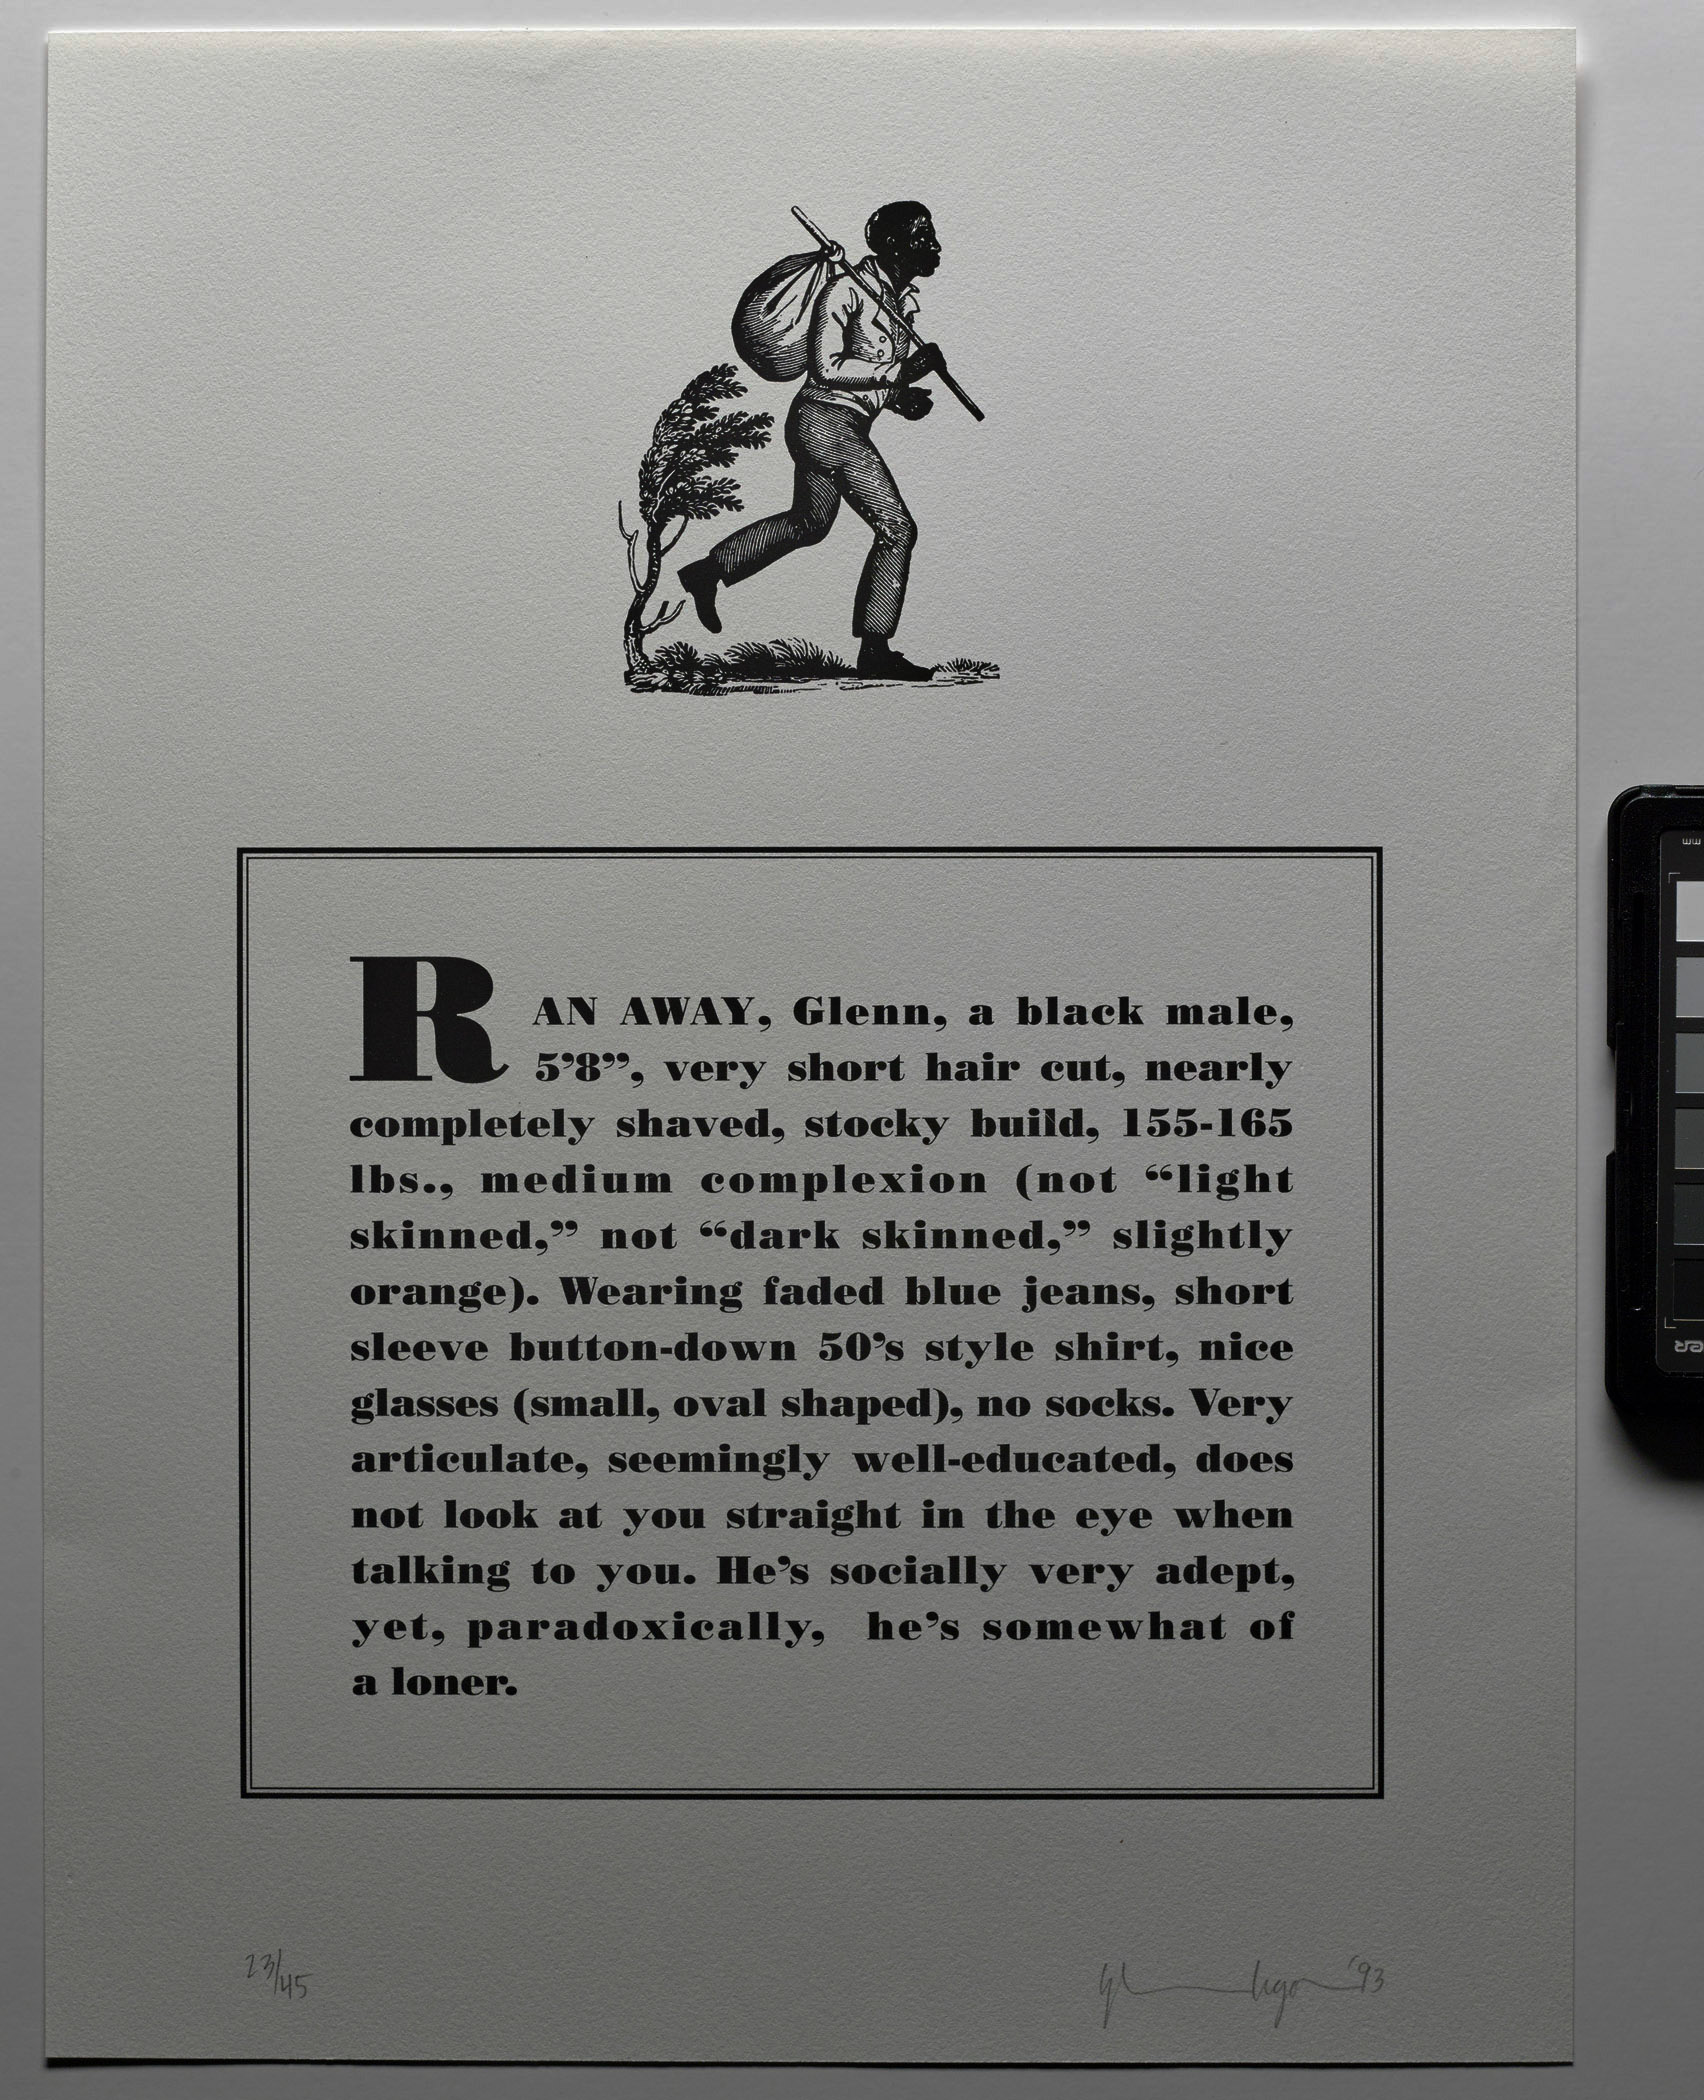 RAN AWAY, Glenn, a black male,
5’8”, very short hair cut, nearly
completely shaved, stocky build, 155-165
lbs., medium complexion (not “light
skinned,” not “dark skinned,” slightly
orange). Wearing faded blue jeans, short
sleeve button-down 50’s style shirt, nice
glasses (small, oval shaped), no socks. Very
articulate, seemingly well-educated, does
not look at you straight in the eye when
talking to you. He’s socially very adept,
yet, paradoxically, he’s somewhat of
a loner.
23/45
’93